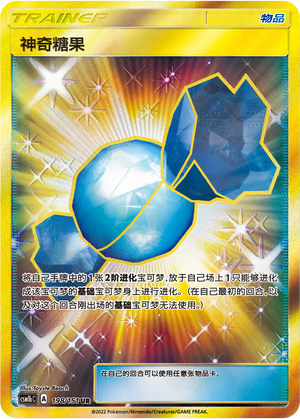 TRAINER
物品
神奇糖果
将自己手牌中的1张2阶进化宝可梦,放于自己场上1只能够进化
成该宝可梦的基础宝可梦身上进行进化。(在自己最初的回合,以
及对这个回合刚出场的基础宝可梦无法使用。)
Illus. Toyste Beach
CSM1bC A 198/151 UR
在自己的回合可以使用任意张物品卡。
©2022 Pokémon/Nintendo/Creatures/GAME FREAK.